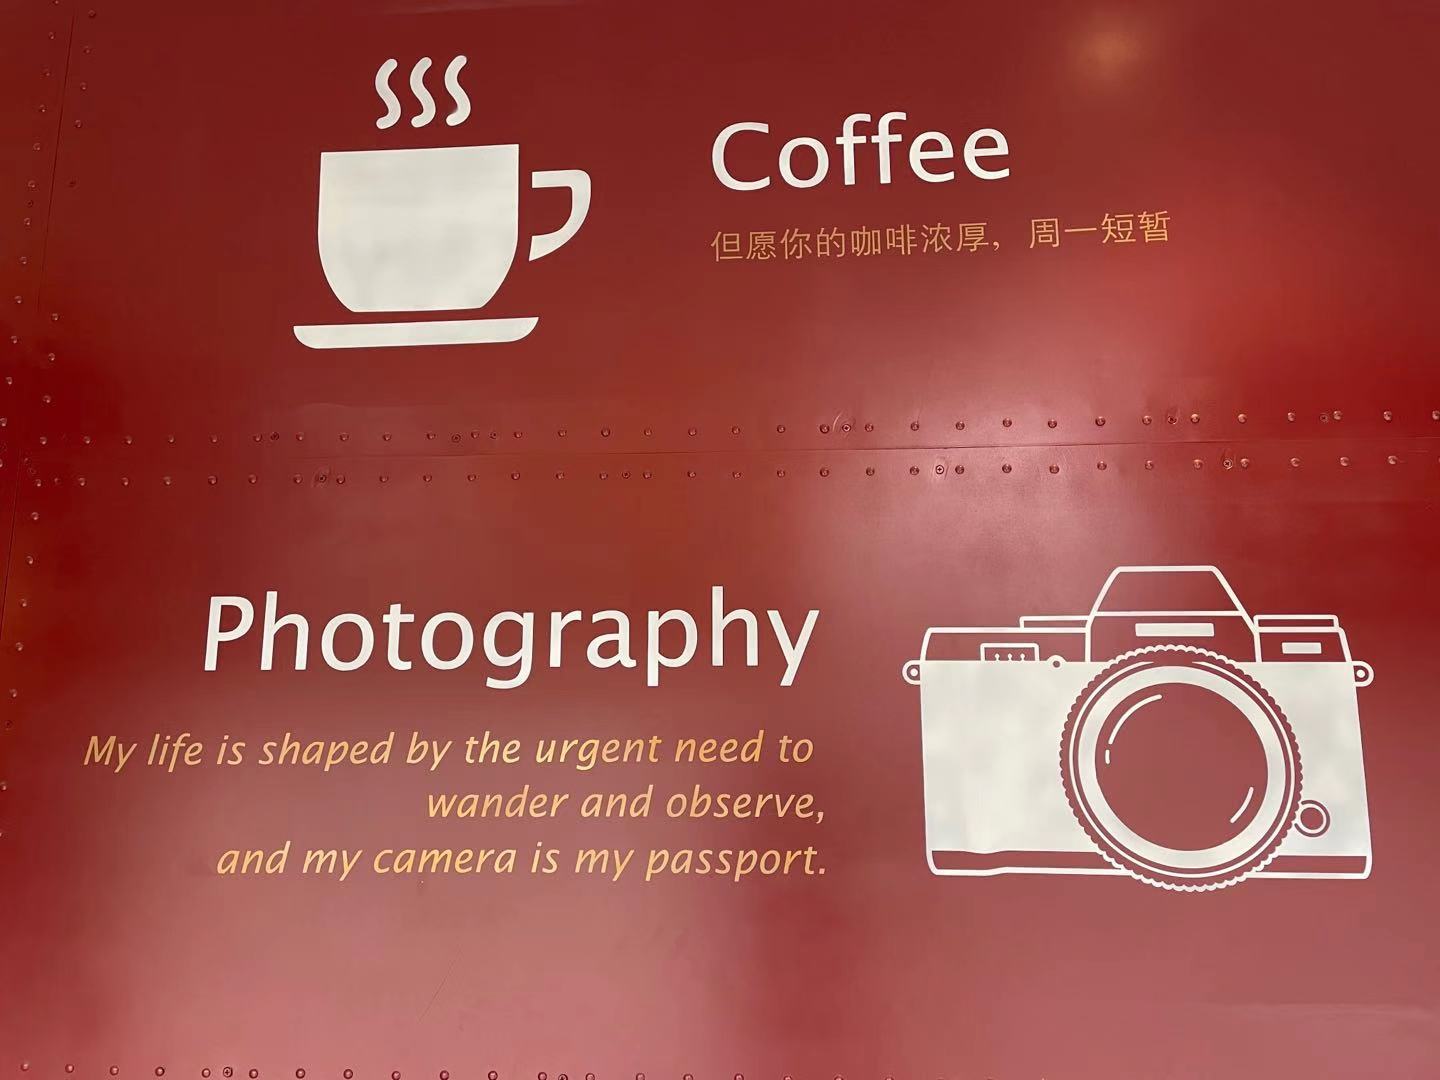 Coffee
但愿你的咖啡浓厚，周一短暂
Photography
My life is shaped by the urgent need to
wander and observe,
and my camera is my passport.